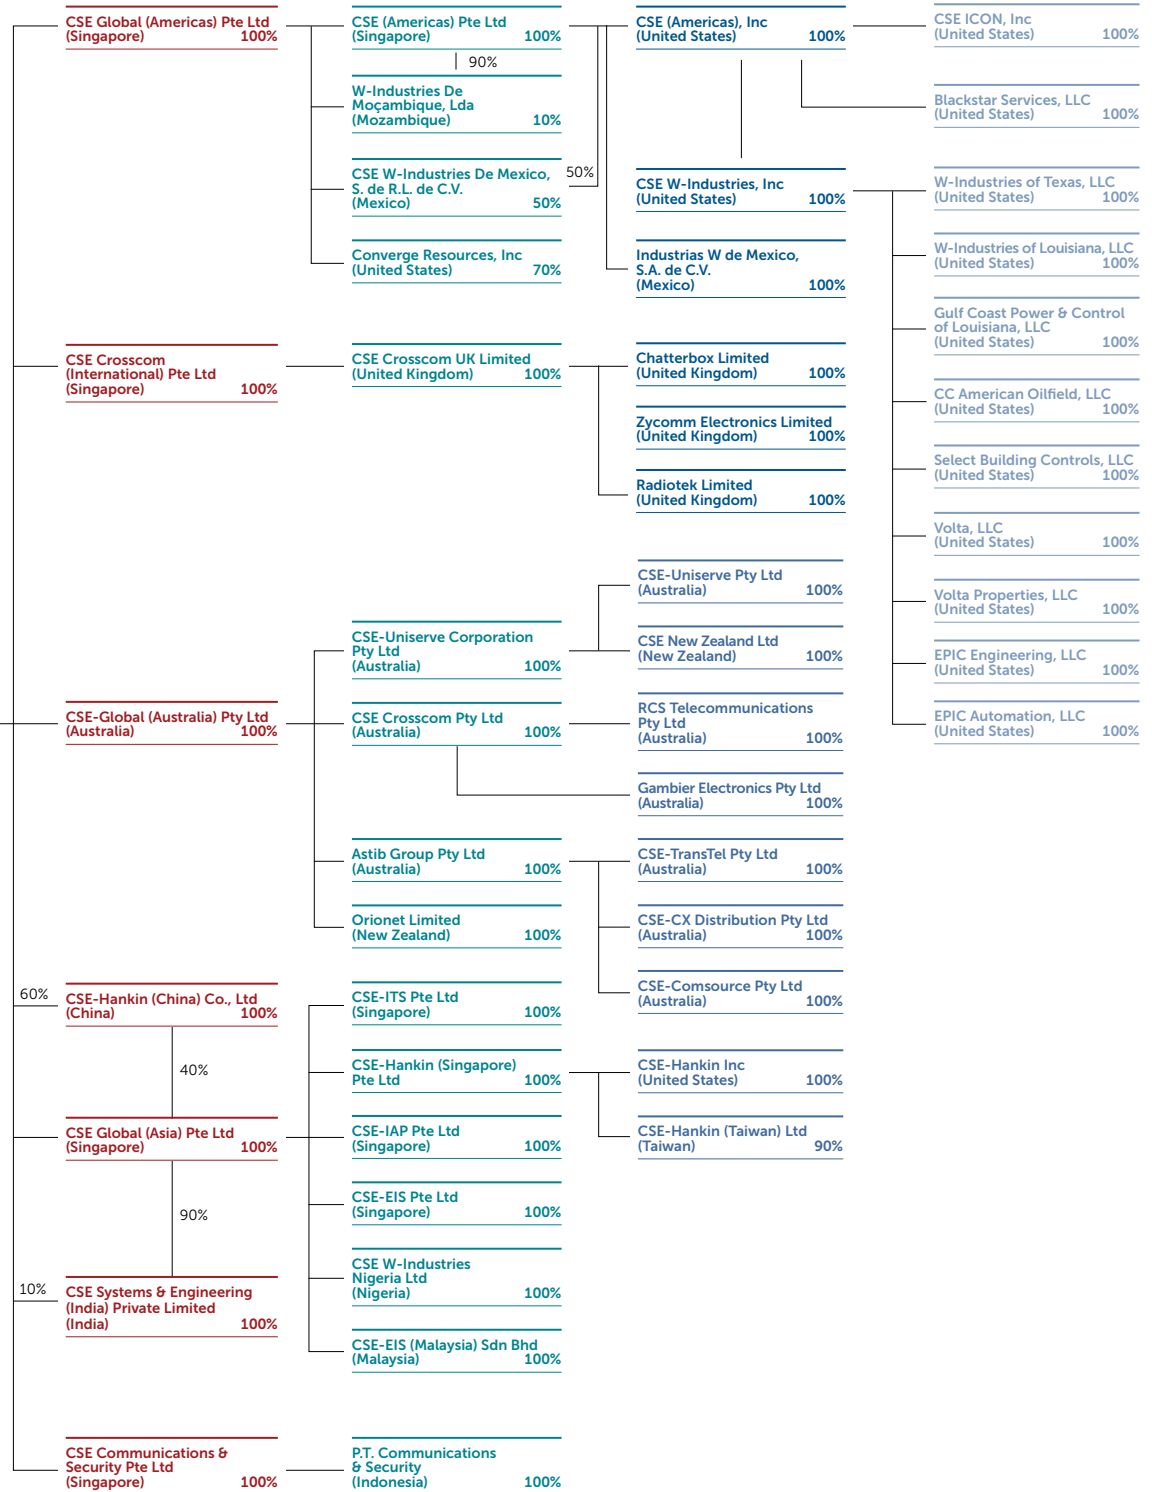 CSE Global (Americas) Pte Ltd
(Singapore) 100%
CSE (Americas) Pte Ltd
(Singapore) 100%
90%
W-Industries De
Moçambique, Lda
(Mozambique) 10%
CSE W-Industries De Mexico,
S. de R.L. de C.V.
(Mexico) 50%
50%
Converge Resources, Inc
(United States) 70%
CSE (Americas), Inc
(United States) 100%
CSE W-Industries, Inc
(United States) 100%
Industrias W de Mexico,
S.A. de C.V.
(Mexico) 100%
CSE ICON, Inc
(United States) 100%
Blackstar Services, LLC
(United States) 100%
W-Industries of Texas, LLC
(United States) 100%
W-Industries of Louisiana, LLC
(United States) 100%
Gulf Coast Power & Control
of Louisiana, LLC
(United States) 100%
CC American Oilfield, LLC
(United States) 100%
Select Building Controls, LLC
(United States) 100%
Volta, LLC
(United States) 100%
Volta Properties, LLC
(United States) 100%
EPIC Engineering, LLC
(United States) 100%
EPIC Automation, LLC
(United States) 100%
CSE Crosscom
(International) Pte Ltd
(Singapore) 100%
CSE Crosscom UK Limited
(United Kingdom) 100%
Chatterbox Limited
(United Kingdom) 100%
Zycomm Electronics Limited
(United Kingdom) 100%
Radiotek Limited
(United Kingdom) 100%
CSE-Global (Australia) Pty Ltd
(Australia) 100%
CSE-Uniserve Corporation
Pty Ltd
(Australia) 100%
CSE Crosscom Pty Ltd
(Australia) 100%
Astib Group Pty Ltd
(Australia) 100%
Orionet Limited
(New Zealand) 100%
CSE-Uniserve Pty Ltd
(Australia) 100%
CSE New Zealand Ltd
(New Zealand) 100%
RCS Telecommunications
Pty Ltd
(Australia) 100%
Gambier Electronics Pty Ltd
(Australia) 100%
CSE-TransTel Pty Ltd
(Australia) 100%
CSE-CX Distribution Pty Ltd
(Australia) 100%
CSE-Comsource Pty Ltd
(Australia) 100%
60%
CSE-Hankin (China) Co., Ltd
(China) 100%
40%
CSE Global (Asia) Pte Ltd
(Singapore) 100%
90%
10%
CSE Systems & Engineering
(India) Private Limited
(India) 100%
CSE-ITS Pte Ltd
(Singapore) 100%
CSE-Hankin (Singapore)
Pte Ltd 100%
CSE-IAP Pte Ltd
(Singapore) 100%
CSE-EIS Pte Ltd
(Singapore) 100%
CSE W-Industries
Nigeria Ltd
(Nigeria) 100%
CSE-EIS (Malaysia) Sdn Bhd
(Malaysia) 100%
CSE-Hankin Inc
(United States) 100%
CSE-Hankin (Taiwan) Ltd
(Taiwan) 90%
CSE Communications &
Security Pte Ltd
(Singapore) 100%
P.T. Communications
& Security
(Indonesia) 100%